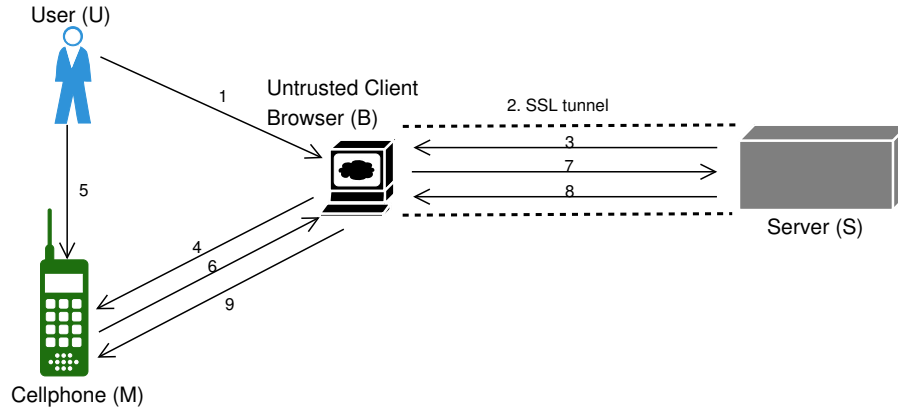 User (U)
1
Untrusted Client
Browser (B)
2. SSL tunnel
3
7
8
Server (S)
5
4
6
9
Cellphone (M)